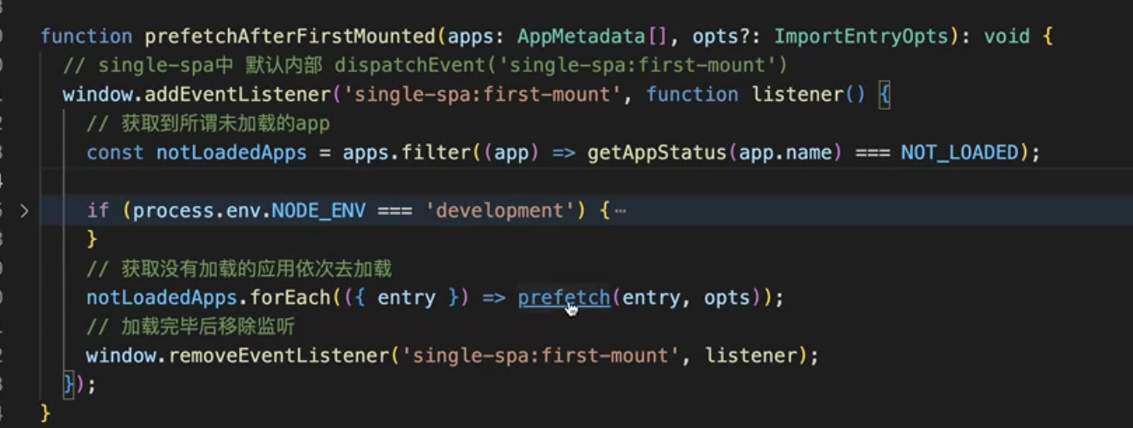 function prefetchAfterFirstMounted(apps: AppMetadata[], opts?: ImportEntryOpts): void {
// single-spa中 默认内部 dispatchEvent('single-spa:first-mount')
window.addEventListener('single-spa:first-mount', function listener() {
// 获取到所谓未加载的app
const notLoadedApps = apps.filter((app) => getAppStatus(app.name) === NOT_LOADED);
if (process.env.NODE_ENV === 'development') {…
}
// 获取没有加载的应用依次去加载
notLoadedApps.forEach(({ entry }) => prefetch(entry, opts));
// 加载完毕后移除监听
window.removeEventListener('single-spa:first-mount', listener);
});
}